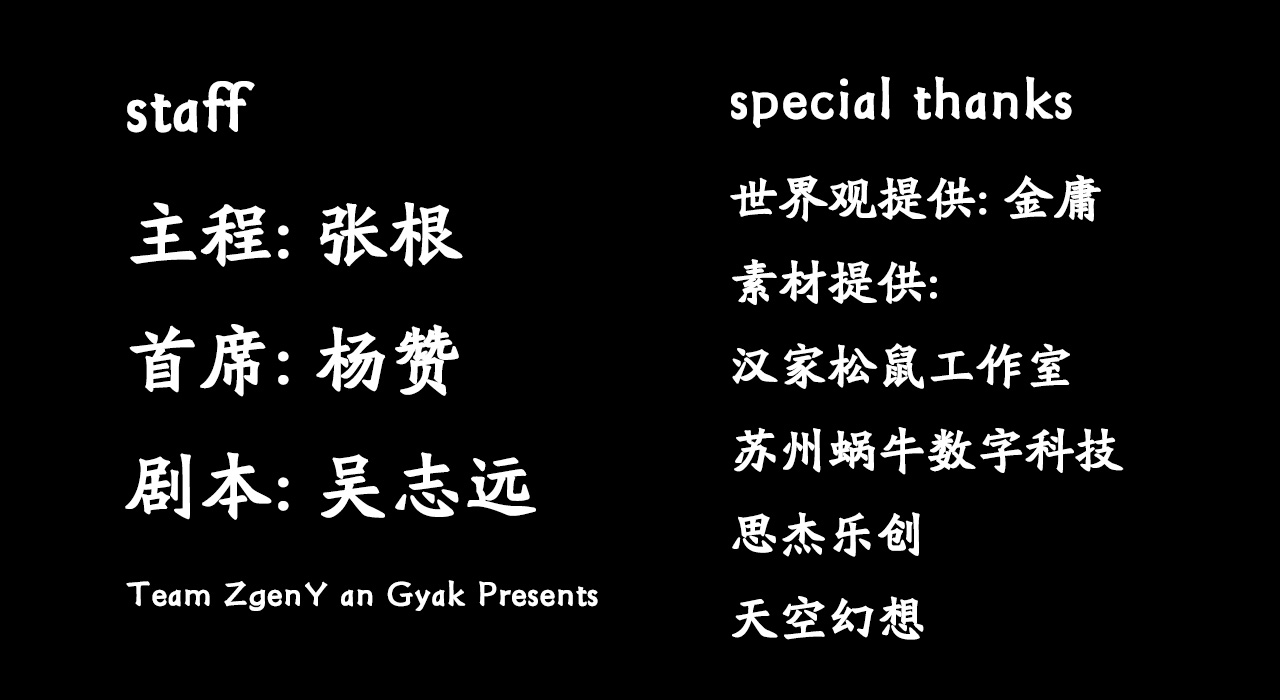 staff
主程: 张根
首席: 杨赞
剧本: 吴志远
Team ZgenY an Gyak Presents
special thanks
世界观提供: 金庸
素材提供:
汉家松鼠工作室
苏州蜗牛数字科技
思杰乐创
天空幻想